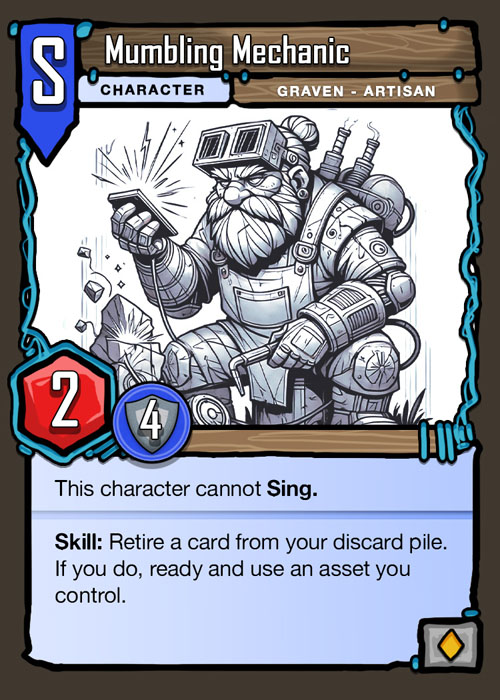 S
Mumbling Mechanic
CHARACTER
GRAVEN - ARTISAN
2
4
This character cannot Sing.
Skill: Retire a card from your discard pile.
If you do, ready and use an asset you
control.